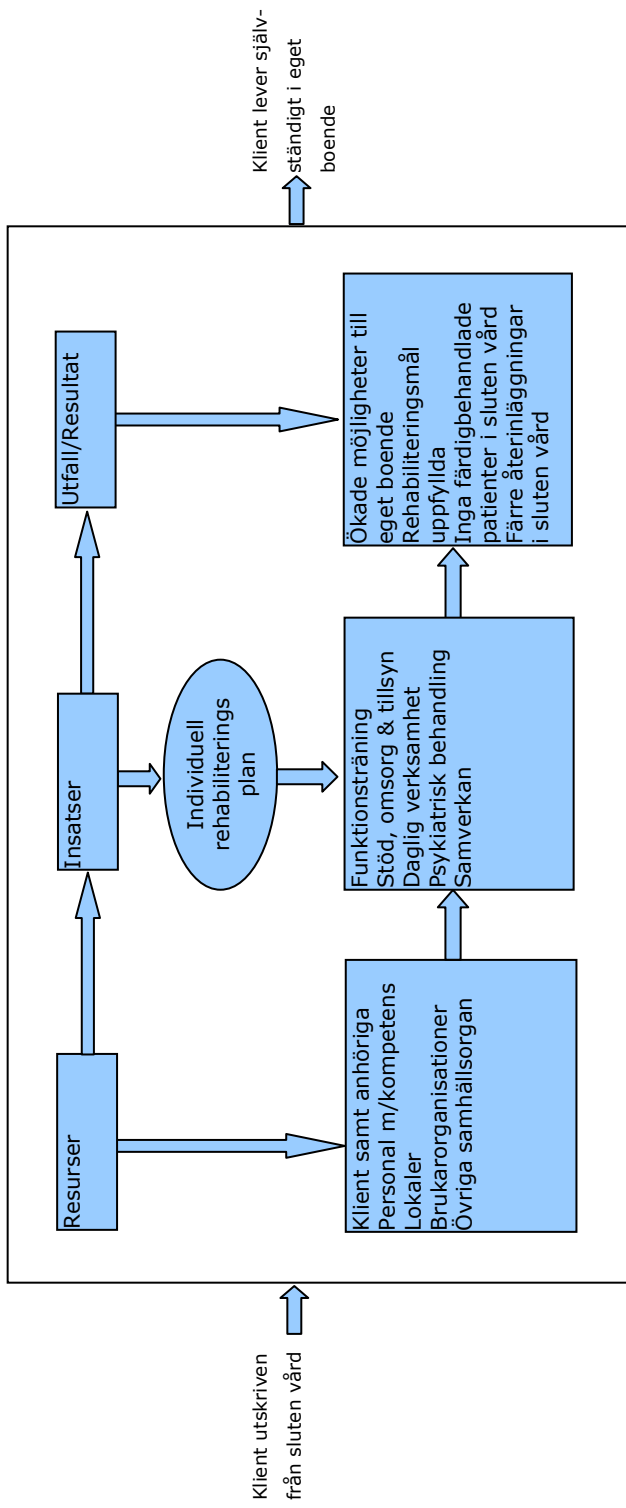 Klient utskriven
från sluten vård
Resurser
Insatser
Utfall/Resultat
Individuell
rehabiliterings
plan
Klient samt anhöriga
Personal m/kompetens
Lokaler
Brukarorganisationer
Övriga samhällsorgan
Funktionsträning
Stöd, omsorg & tillsyn
Daglig verksamhet
Psykiatrisk behandling
Samverkan
Ökade möjligheter till
eget boende
Rehabiliteringsmål
uppfyllda
Inga färdigbehandlade
patienter i sluten vård
Färre återinläggningar
i sluten vård
Klient lever själv-
ständigt i eget
boende